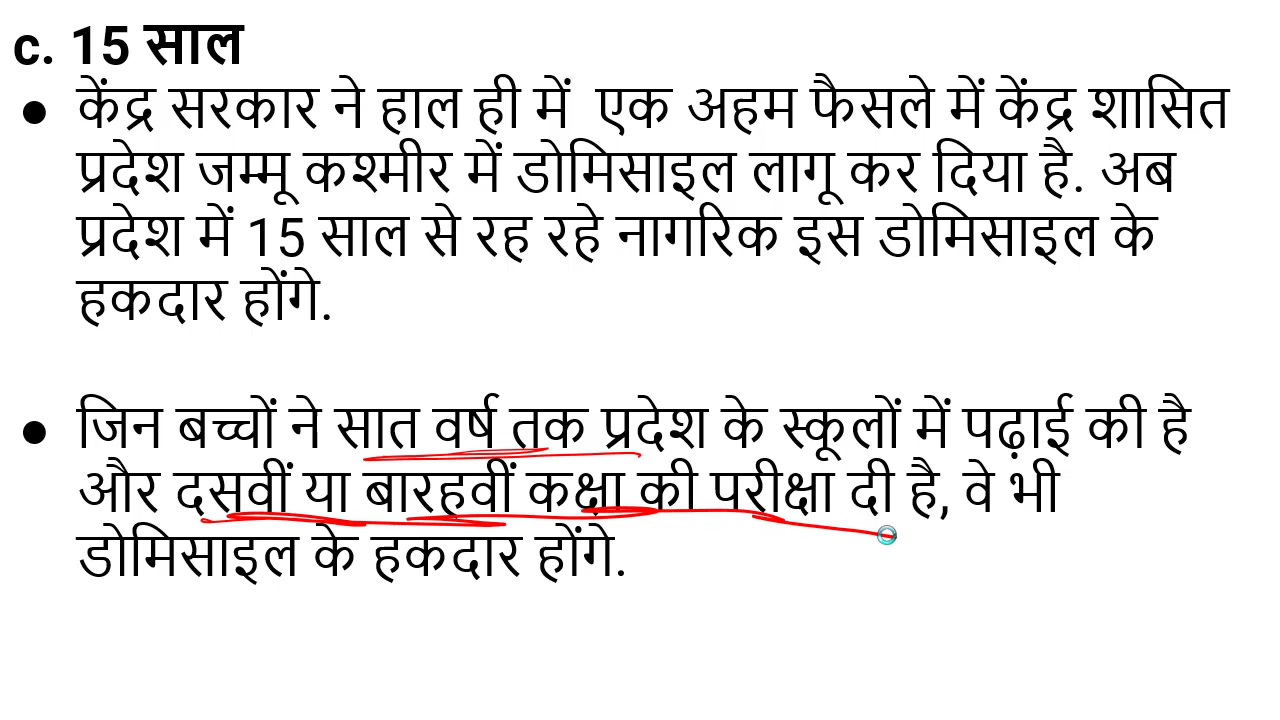 c. 15 साल
● केंद्र सरकार ने हाल ही में एक अहम फैसले में केंद्र शासित
प्रदेश जम्मू कश्मीर में डोमिसाइल लागू कर दिया है. अब
प्रदेश में 15 साल से रह रहे नागरिक इस डोमिसाइल के
हकदार होंगे.
● जिन बच्चों ने सात वर्ष तक प्रदेश के स्कूलों में पढ़ाई की है
और दसवीं या बारहवीं कक्षा की परीक्षा दी है, वे भी
डोमिसाइल के हकदार होंगे.